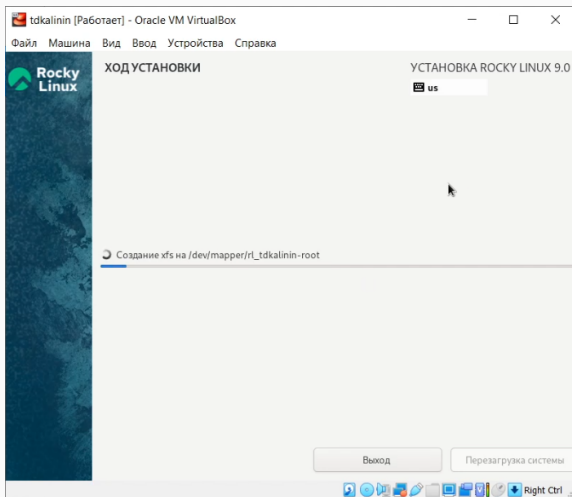 tdkalinin [Работает] - Oracle VM VirtualBox
Файл Машина Вид Ввод Устройства Справка
Rocky
Linux
ХОД УСТАНОВКИ
УСТАНОВКА ROCKY LINUX 9.0
us
Создание xfs на /dev/mapper/rl_tdkalinin-root
Выход
Перезагрузка системы
Right Ctrl